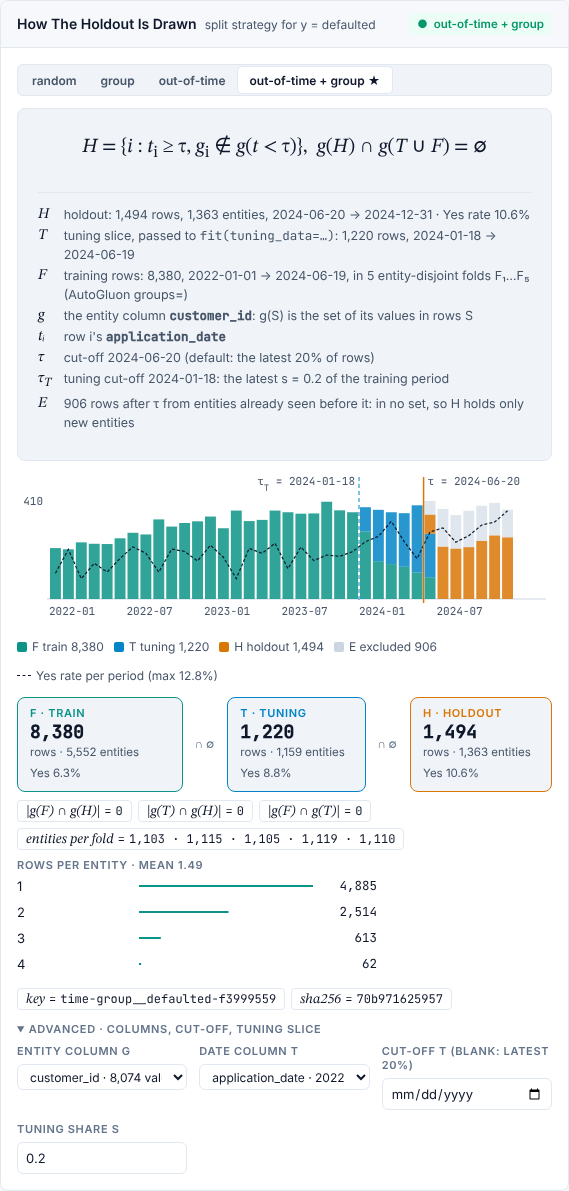 How The Holdout Is Drawn split strategy for y = defaulted ● out-of-time + group
random group out-of-time out-of-time + group ★
H = {i : tᵢ ≥ τ, gᵢ ∉ g(t < τ)}, g(H) ∩ g(T ∪ F) = ∅
H holdout: 1,494 rows, 1,363 entities, 2024-06-20 → 2024-12-31 · Yes rate 10.6%
T tuning slice, passed to fit(tuning_data=…): 1,220 rows, 2024-01-18 →
2024-06-19
F training rows: 8,380, 2022-01-01 → 2024-06-19, in 5 entity-disjoint folds F₁…F₅
(AutoGluon groups=)
g the entity column customer_id: g(S) is the set of its values in rows S
tᵢ row i's application_date
τ cut-off 2024-06-20 (default: the latest 20% of rows)
τ_T tuning cut-off 2024-01-18: the latest s = 0.2 of the training period
E 906 rows after τ from entities already seen before it: in no set, so H holds only
new entities
τ_T = 2024-01-18 τ = 2024-06-20
410
2022-01 2022-07 2023-01 2023-07 2024-01 2024-07
F train 8,380 T tuning 1,220 H holdout 1,494 E excluded 906
Yes rate per period (max 12.8%)
F · TRAIN
8,380
rows · 5,552 entities
Yes 6.3%
∩ ∅
T · TUNING
1,220
rows · 1,159 entities
Yes 8.8%
∩ ∅
H · HOLDOUT
1,494
rows · 1,363 entities
Yes 10.6%
|g(F) ∩ g(H)| = 0 |g(T) ∩ g(H)| = 0 |g(F) ∩ g(T)| = 0
entities per fold = 1,103 · 1,115 · 1,105 · 1,119 · 1,110
ROWS PER ENTITY · MEAN 1.49
1 4,885
2 2,514
3 613
4 62
key = time-group__defaulted-f3999559 sha256 = 70b971625957
▼ ADVANCED · COLUMNS, CUT-OFF, TUNING SLICE
ENTITY COLUMN G
customer_id · 8,074 val
DATE COLUMN T
application_date · 2022
CUT-OFF Τ (BLANK: LATEST
20%)
mm/dd/yyyy
TUNING SHARE S
0.2